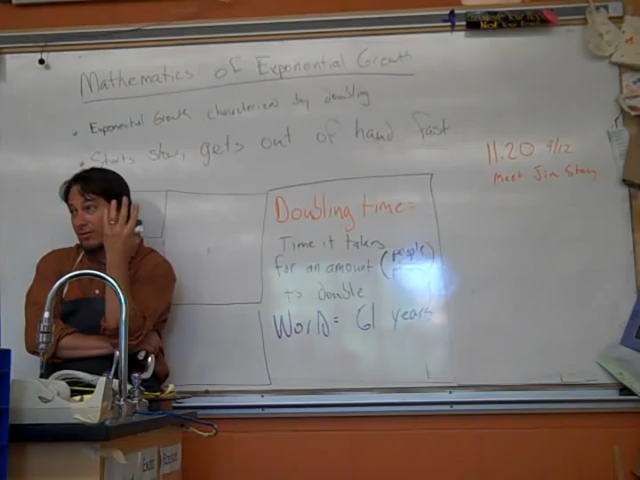 Mathematics of Exponential Growth
• Exponential Growth characterized by doubling
• Starts slow, gets out of hand fast
11.20 9/12
Meet Jim Stacy
Doubling time=
Time it takes
for an amount (people)
to double
World= 61 years